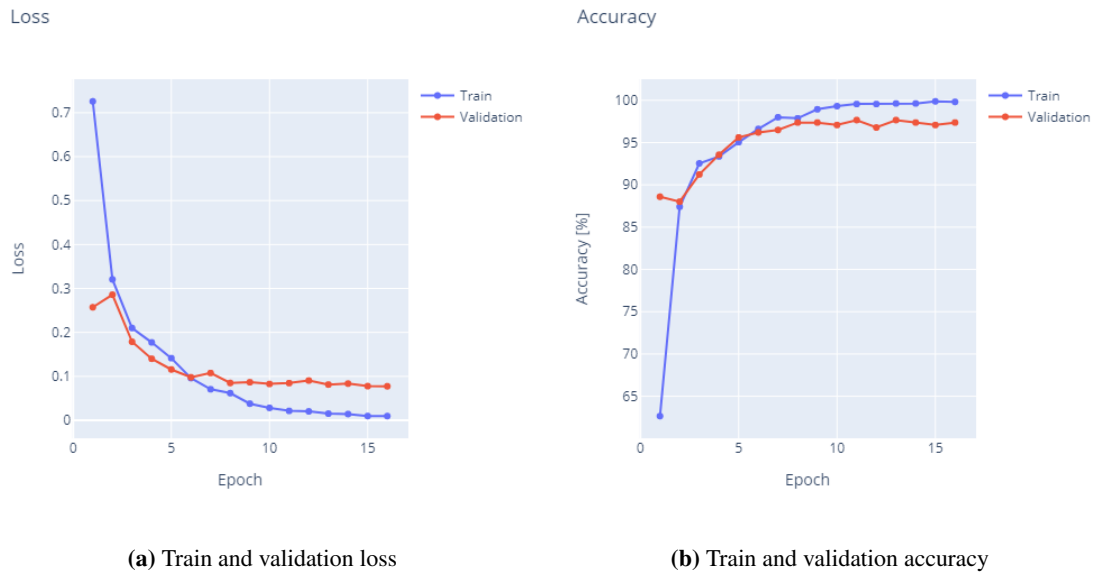 Loss
Accuracy
Train
Validation
0.7
0.6
0.5
0.4
0.3
0.2
0.1
0
Loss
0
5
10
15
Epoch
Train
Validation
100
95
90
85
80
75
70
65
Accuracy [%]
0
5
10
15
Epoch
(a) Train and validation loss
(b) Train and validation accuracy